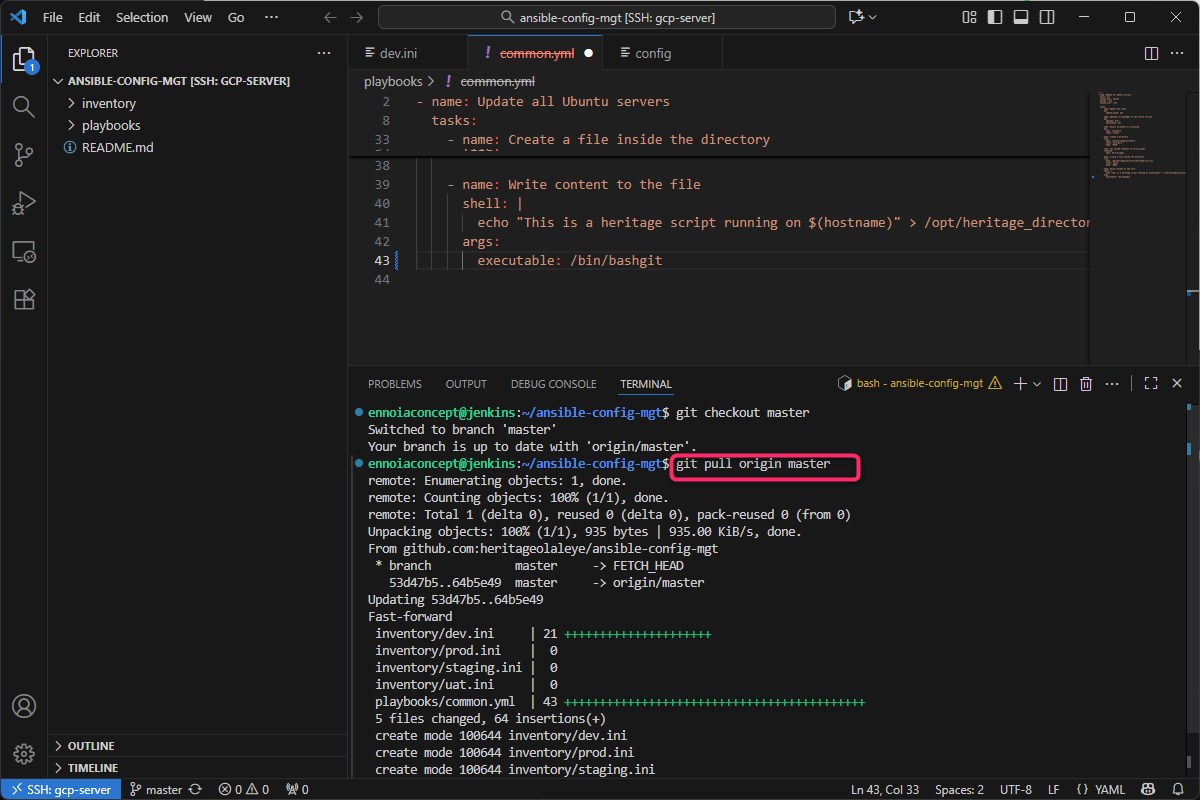 File Edit Selection View Go ···
ansible-config-mgt [SSH: gcp-server]
EXPLORER ···
1
ANSIBLE-CONFIG-MGT [SSH: GCP-SERVER]
inventory
playbooks
README.md
OUTLINE
TIMELINE
dev.ini
! common.yml
config
playbooks > ! common.yml
2 - name: Update all Ubuntu servers
8 tasks:
33 - name: Create a file inside the directory
38
39 - name: Write content to the file
40 shell: |
41 echo "This is a heritage script running on $(hostname)" > /opt/heritage_director
42 args:
43 executable: /bin/bashgit
44
PROBLEMS OUTPUT DEBUG CONSOLE TERMINAL
bash - ansible-config-mgt
ennoiaconcept@jenkins:~/ansible-config-mgt$ git checkout master
Switched to branch 'master'
Your branch is up to date with 'origin/master'.
ennoiaconcept@jenkins:~/ansible-config-mgt$ git pull origin master
remote: Enumerating objects: 1, done.
remote: Counting objects: 100% (1/1), done.
remote: Total 1 (delta 0), reused 0 (delta 0), pack-reused 0 (from 0)
Unpacking objects: 100% (1/1), 935 bytes | 935.00 KiB/s, done.
From github.com:heritageolaleye/ansible-config-mgt
* branch master -> FETCH_HEAD
53d47b5..64b5e49 master -> origin/master
Updating 53d47b5..64b5e49
Fast-forward
inventory/dev.ini | 21 +++++++++++++++++++++
inventory/prod.ini | 0
inventory/staging.ini | 0
inventory/uat.ini | 0
playbooks/common.yml | 43 +++++++++++++++++++++++++++++++++++++++++++
5 files changed, 64 insertions(+)
create mode 100644 inventory/dev.ini
create mode 100644 inventory/prod.ini
create mode 100644 inventory/staging.ini
SSH: gcp-server master 0 0 0 Ln 43, Col 33 Spaces: 2 UTF-8 LF {} YAML